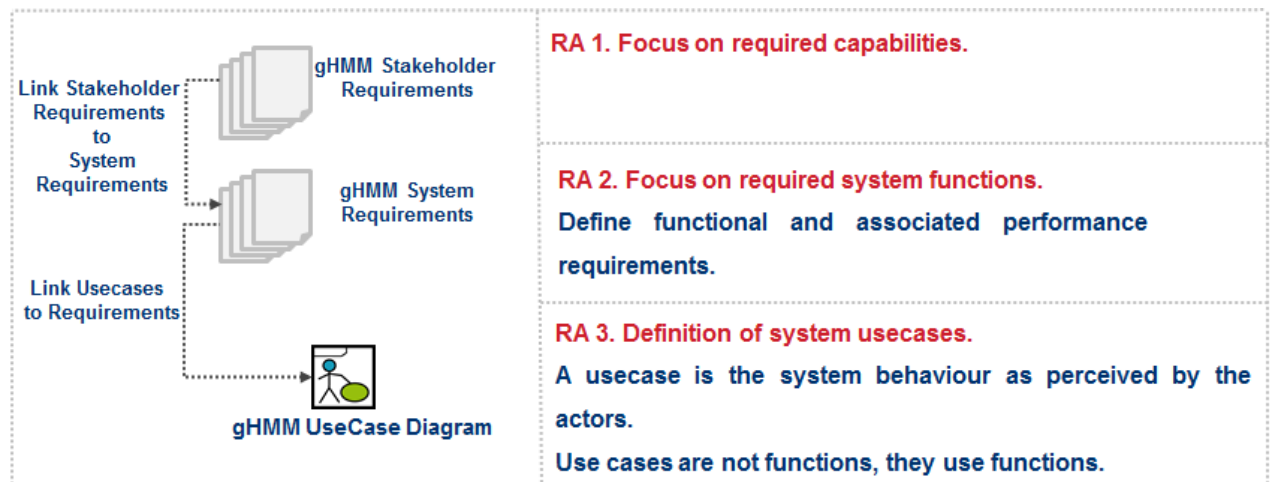 gHMM Stakeholder
Requirements
Link Stakeholder
Requirements
to
System
Requirements
gHMM System
Requirements
Link Usecases
to Requirements
gHMM UseCase Diagram
RA 1. Focus on required capabilities.
RA 2. Focus on required system functions.
Define functional and associated performance
requirements.
RA 3. Definition of system usecases.
A usecase is the system behaviour as perceived by the
actors.
Use cases are not functions, they use functions.